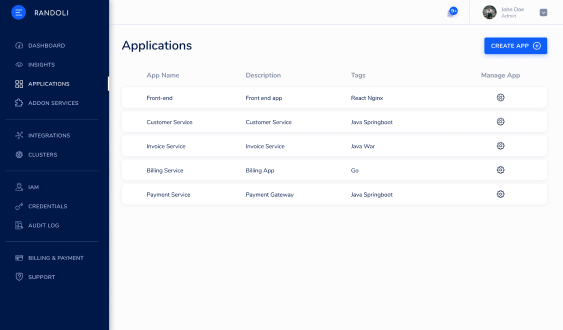 RANDOLI
9+
John Doe
Admin
DASHBOARD
INSIGHTS
APPLICATIONS
ADDON SERVICES
INTEGRATIONS
CLUSTERS
IAM
CREDENTIALS
AUDIT LOG
BILLING & PAYMENT
SUPPORT
Applications
CREATE APP
App Name Description Tags Manage App
Front-end Front end app React Nginx
Customer Service Customer Service Java Springboot
Invoice Service Invoice Service Java War
Billing Service Billing App Go
Payment Service Payment Gateway Java Springboot